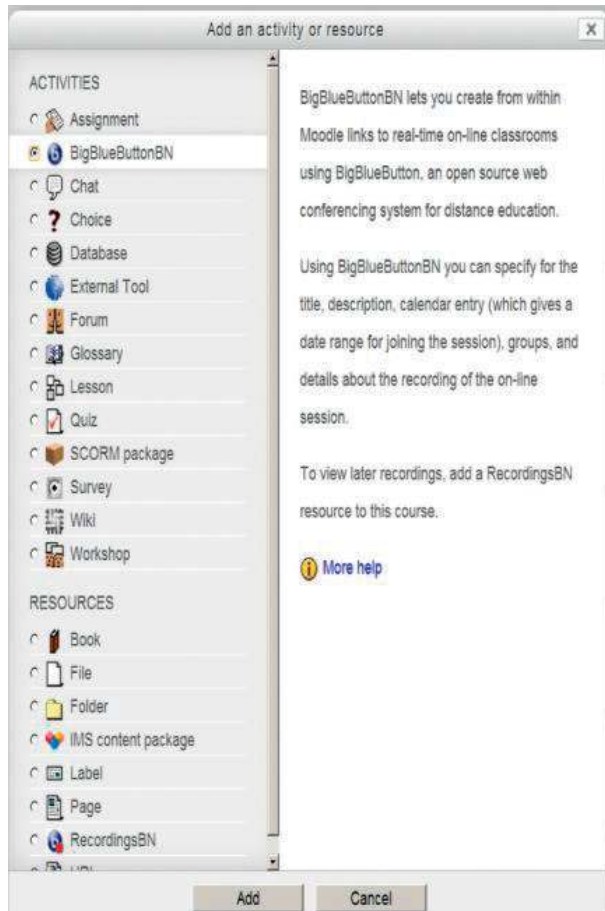 Add an activity or resource
ACTIVITIES
Assignment
BigBlueButtonBN
Chat
Choice
Database
External Tool
Forum
Glossary
Lesson
Quiz
SCORM package
Survey
Wiki
Workshop
RESOURCES
Book
File
Folder
IMS content package
Label
Page
RecordingsBN
BigBlueButtonBN lets you create from within
Moodle links to real-time on-line classrooms
using BigBlueButton, an open source web
conferencing system for distance education.
Using BigBlueButtonBN you can specify for the
title, description, calendar entry (which gives a
date range for joining the session), groups, and
details about the recording of the on-line
session.
To view later recordings, add a RecordingsBN
resource to this course.
More help
Add
Cancel